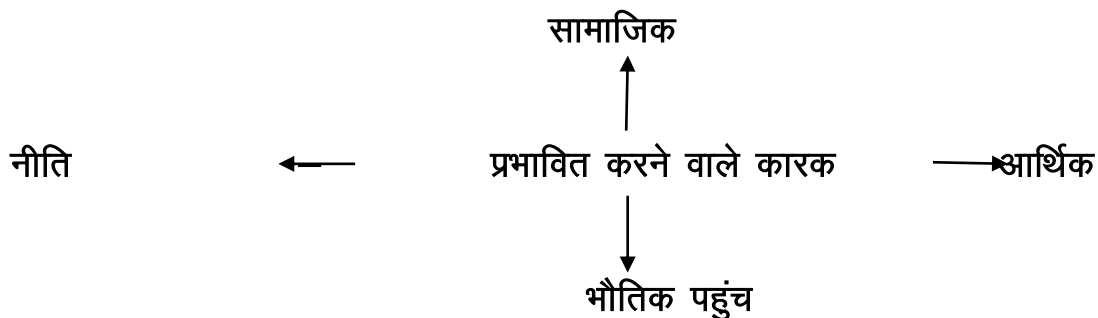 सामाजिक
नीति प्रभावित करने वाले कारक आर्थिक
भौतिक पहुंच